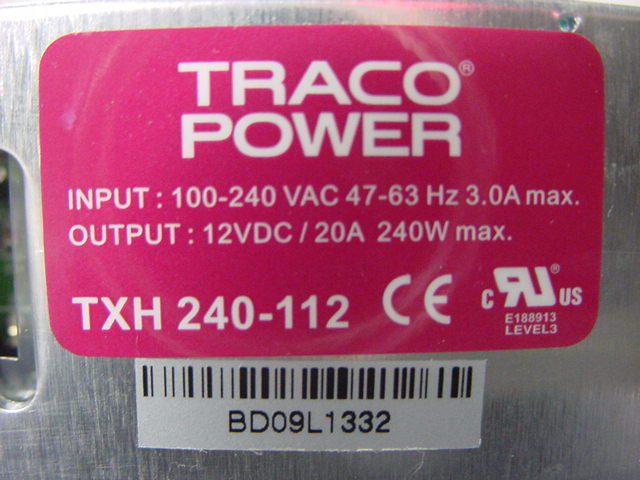 TRACO®
POWER
INPUT : 100-240 VAC 47-63 Hz 3.0A max.
OUTPUT : 12VDC / 20A 240W max.
TXH 240-112 CE c RU® US
E188913
LEVEL3
BD09L1332